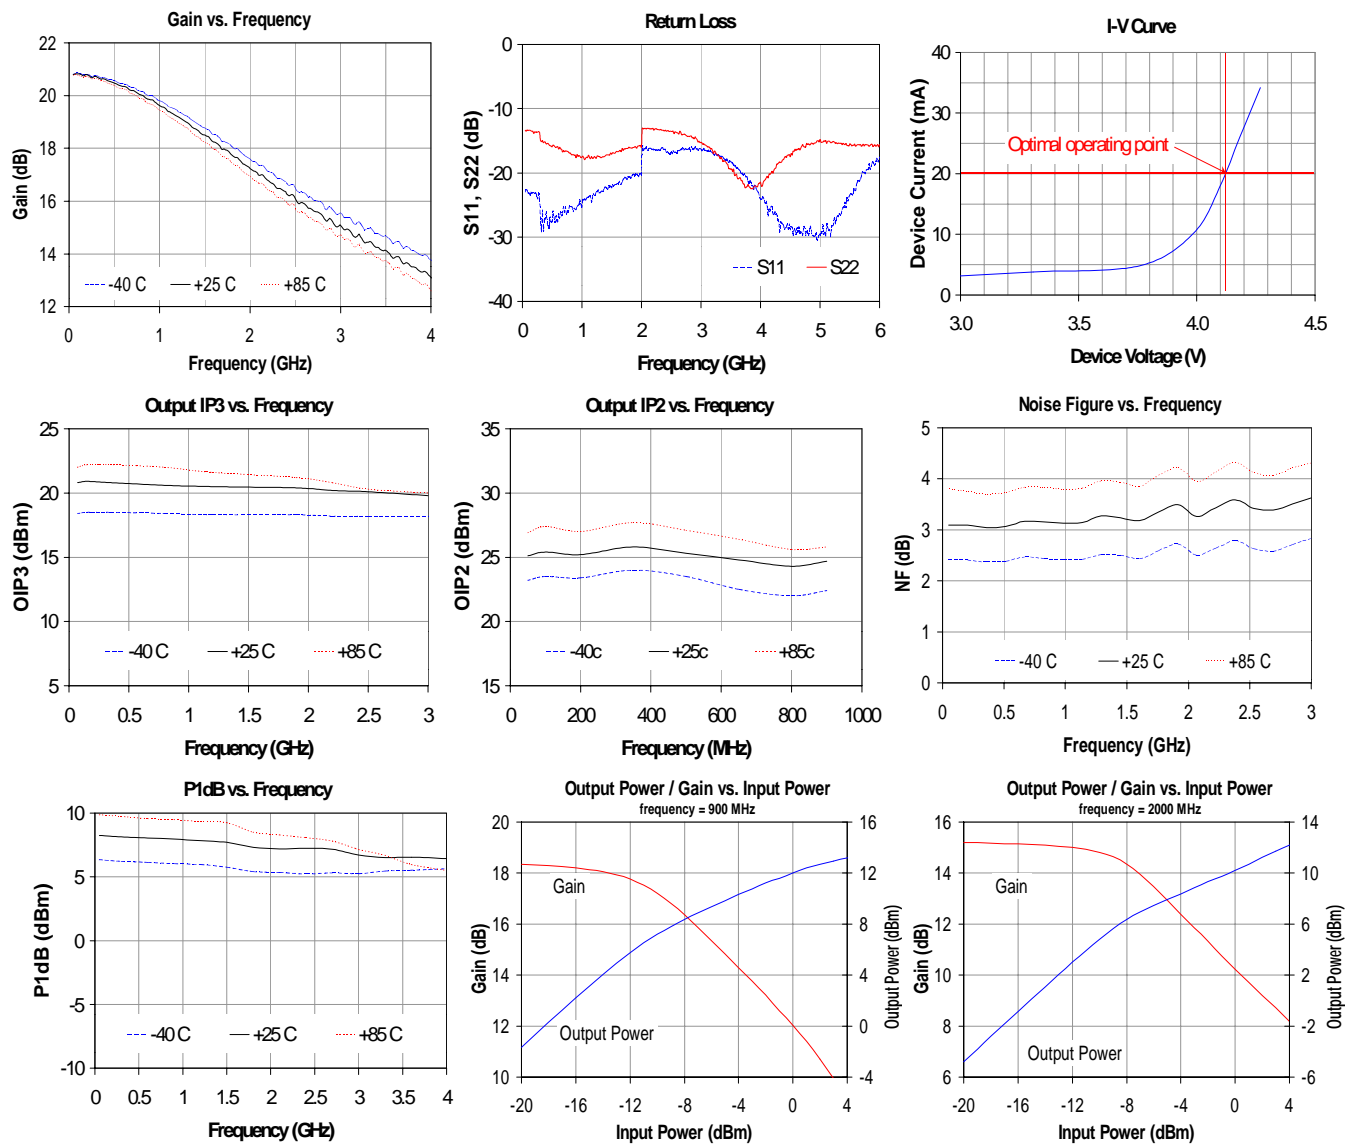 Gain vs. Frequency
22
20
18
16
14
12
Gain (dB)
-40 C
+25 C
+85 C
0 1 2 3 4
Frequency (GHz)
Return Loss
0
-10
-20
-30
-40
S11, S22 (dB)
S11
S22
0 1 2 3 4 5 6
Frequency (GHz)
I-V Curve
40
30
20
10
0
Device Current (mA)
Optimal operating point
3.0 3.5 4.0 4.5
Device Voltage (V)
Output IP3 vs. Frequency
25
20
15
10
5
OIP3 (dBm)
-40 C
+25 C
+85 C
0 0.5 1 1.5 2 2.5 3
Frequency (GHz)
Output IP2 vs. Frequency
35
30
25
20
15
OIP2 (dBm)
-40c
+25c
+85c
0 200 400 600 800 1000
Frequency (MHz)
Noise Figure vs. Frequency
5
4
3
2
1
0
NF (dB)
-40 C
+25 C
+85 C
0 0.5 1 1.5 2 2.5 3
Frequency (GHz)
P1dB vs. Frequency
10
5
0
-5
-10
P1dB (dBm)
-40 C
+25 C
+85 C
0 0.5 1 1.5 2 2.5 3 3.5 4
Frequency (GHz)
Output Power / Gain vs. Input Power
frequency = 900 MHz
20
18
16
14
12
10
Gain (dB)
Gain
Output Power
16
12
8
4
0
-4
Output Power (dBm)
-20 -16 -12 -8 -4 0 4
Input Power (dBm)
Output Power / Gain vs. Input Power
frequency = 2000 MHz
16
14
12
10
8
6
Gain (dB)
Gain
Output Power
14
10
6
2
-2
-6
Output Power (dBm)
-20 -16 -12 -8 -4 0 4
Input Power (dBm)